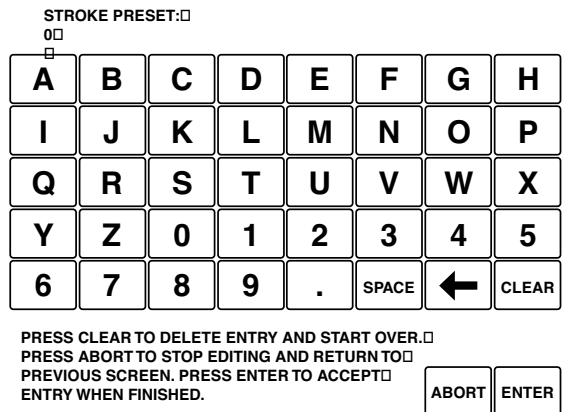 STROKE PRESET:
0
A B C D E F G H
I J K L M N O P
Q R S T U V W X
Y Z 0 1 2 3 4 5
6 7 8 9 . SPACE CLEAR
PRESS CLEAR TO DELETE ENTRY AND START OVER.
PRESS ABORT TO STOP EDITING AND RETURN TO
PREVIOUS SCREEN. PRESS ENTER TO ACCEPT
ENTRY WHEN FINISHED.
ABORT ENTER